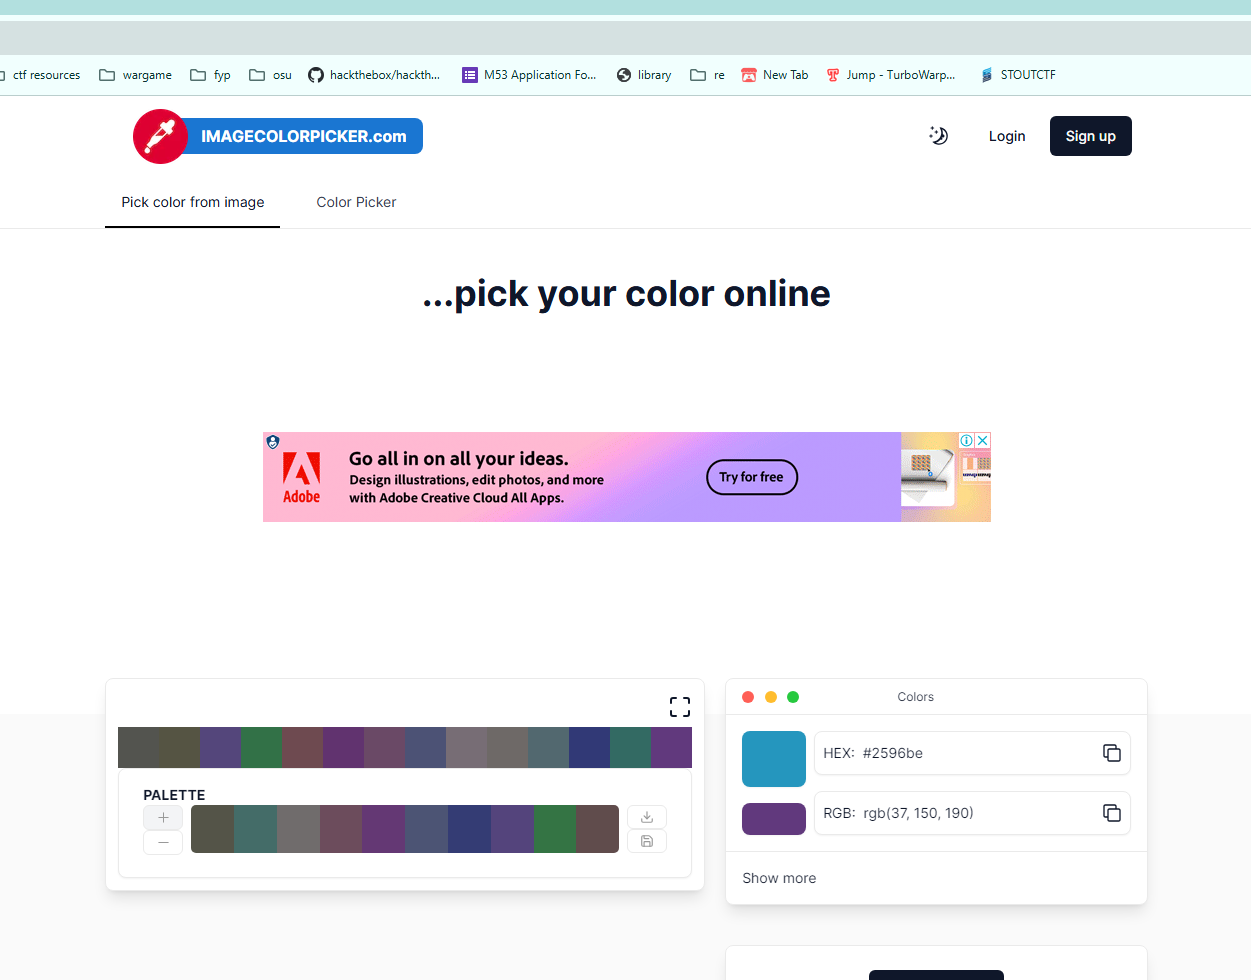 ctf resources wargame fyp osu hackthebox/hackth... M53 Application Fo... library re New Tab Jump - TurboWarp... STOUTCTF
IMAGECOLORPICKER.com
Login
Sign up
Pick color from image
Color Picker
...pick your color online
Adobe
Go all in on all your ideas.
Design illustrations, edit photos, and more
with Adobe Creative Cloud All Apps.
Try for free
Colors
PALETTE
HEX: #2596be
RGB: rgb(37, 150, 190)
Show more